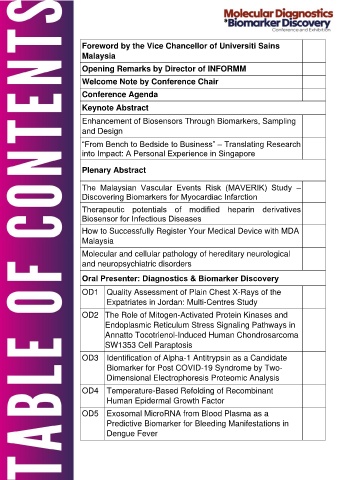 TABLE OF CONTENTS
Molecular Diagnostics
& Biomarker Discovery
Conference and Exhibition
Foreword by the Vice Chancellor of Universiti Sains
Malaysia
Opening Remarks by Director of INFORMM
Welcome Note by Conference Chair
Conference Agenda
Keynote Abstract
Enhancement of Biosensors Through Biomarkers, Sampling
and Design
“From Bench to Bedside to Business” – Translating Research
into Impact: A Personal Experience in Singapore
Plenary Abstract
The Malaysian Vascular Events Risk (MAVERIK) Study –
Discovering Biomarkers for Myocardiac Infarction
Therapeutic potentials of modified heparin derivatives
Biosensor for Infectious Diseases
How to Successfully Register Your Medical Device with MDA
Malaysia
Molecular and cellular pathology of hereditary neurological
and neuropsychiatric disorders
Oral Presenter: Diagnostics & Biomarker Discovery
OD1 Quality Assessment of Plain Chest X-Rays of the
Expatriates in Jordan: Multi-Centres Study
OD2 The Role of Mitogen-Activated Protein Kinases and
Endoplasmic Reticulum Stress Signaling Pathways in
Annatto Tocotrienol-Induced Human Chondrosarcoma
SW1353 Cell Paraptosis
OD3 Identification of Alpha-1 Antitrypsin as a Candidate
Biomarker for Post COVID-19 Syndrome by Two-
Dimensional Electrophoresis Proteomic Analysis
OD4 Temperature-Based Refolding of Recombinant
Human Epidermal Growth Factor
OD5 Exosomal MicroRNA from Blood Plasma as a
Predictive Biomarker for Bleeding Manifestations in
Dengue Fever